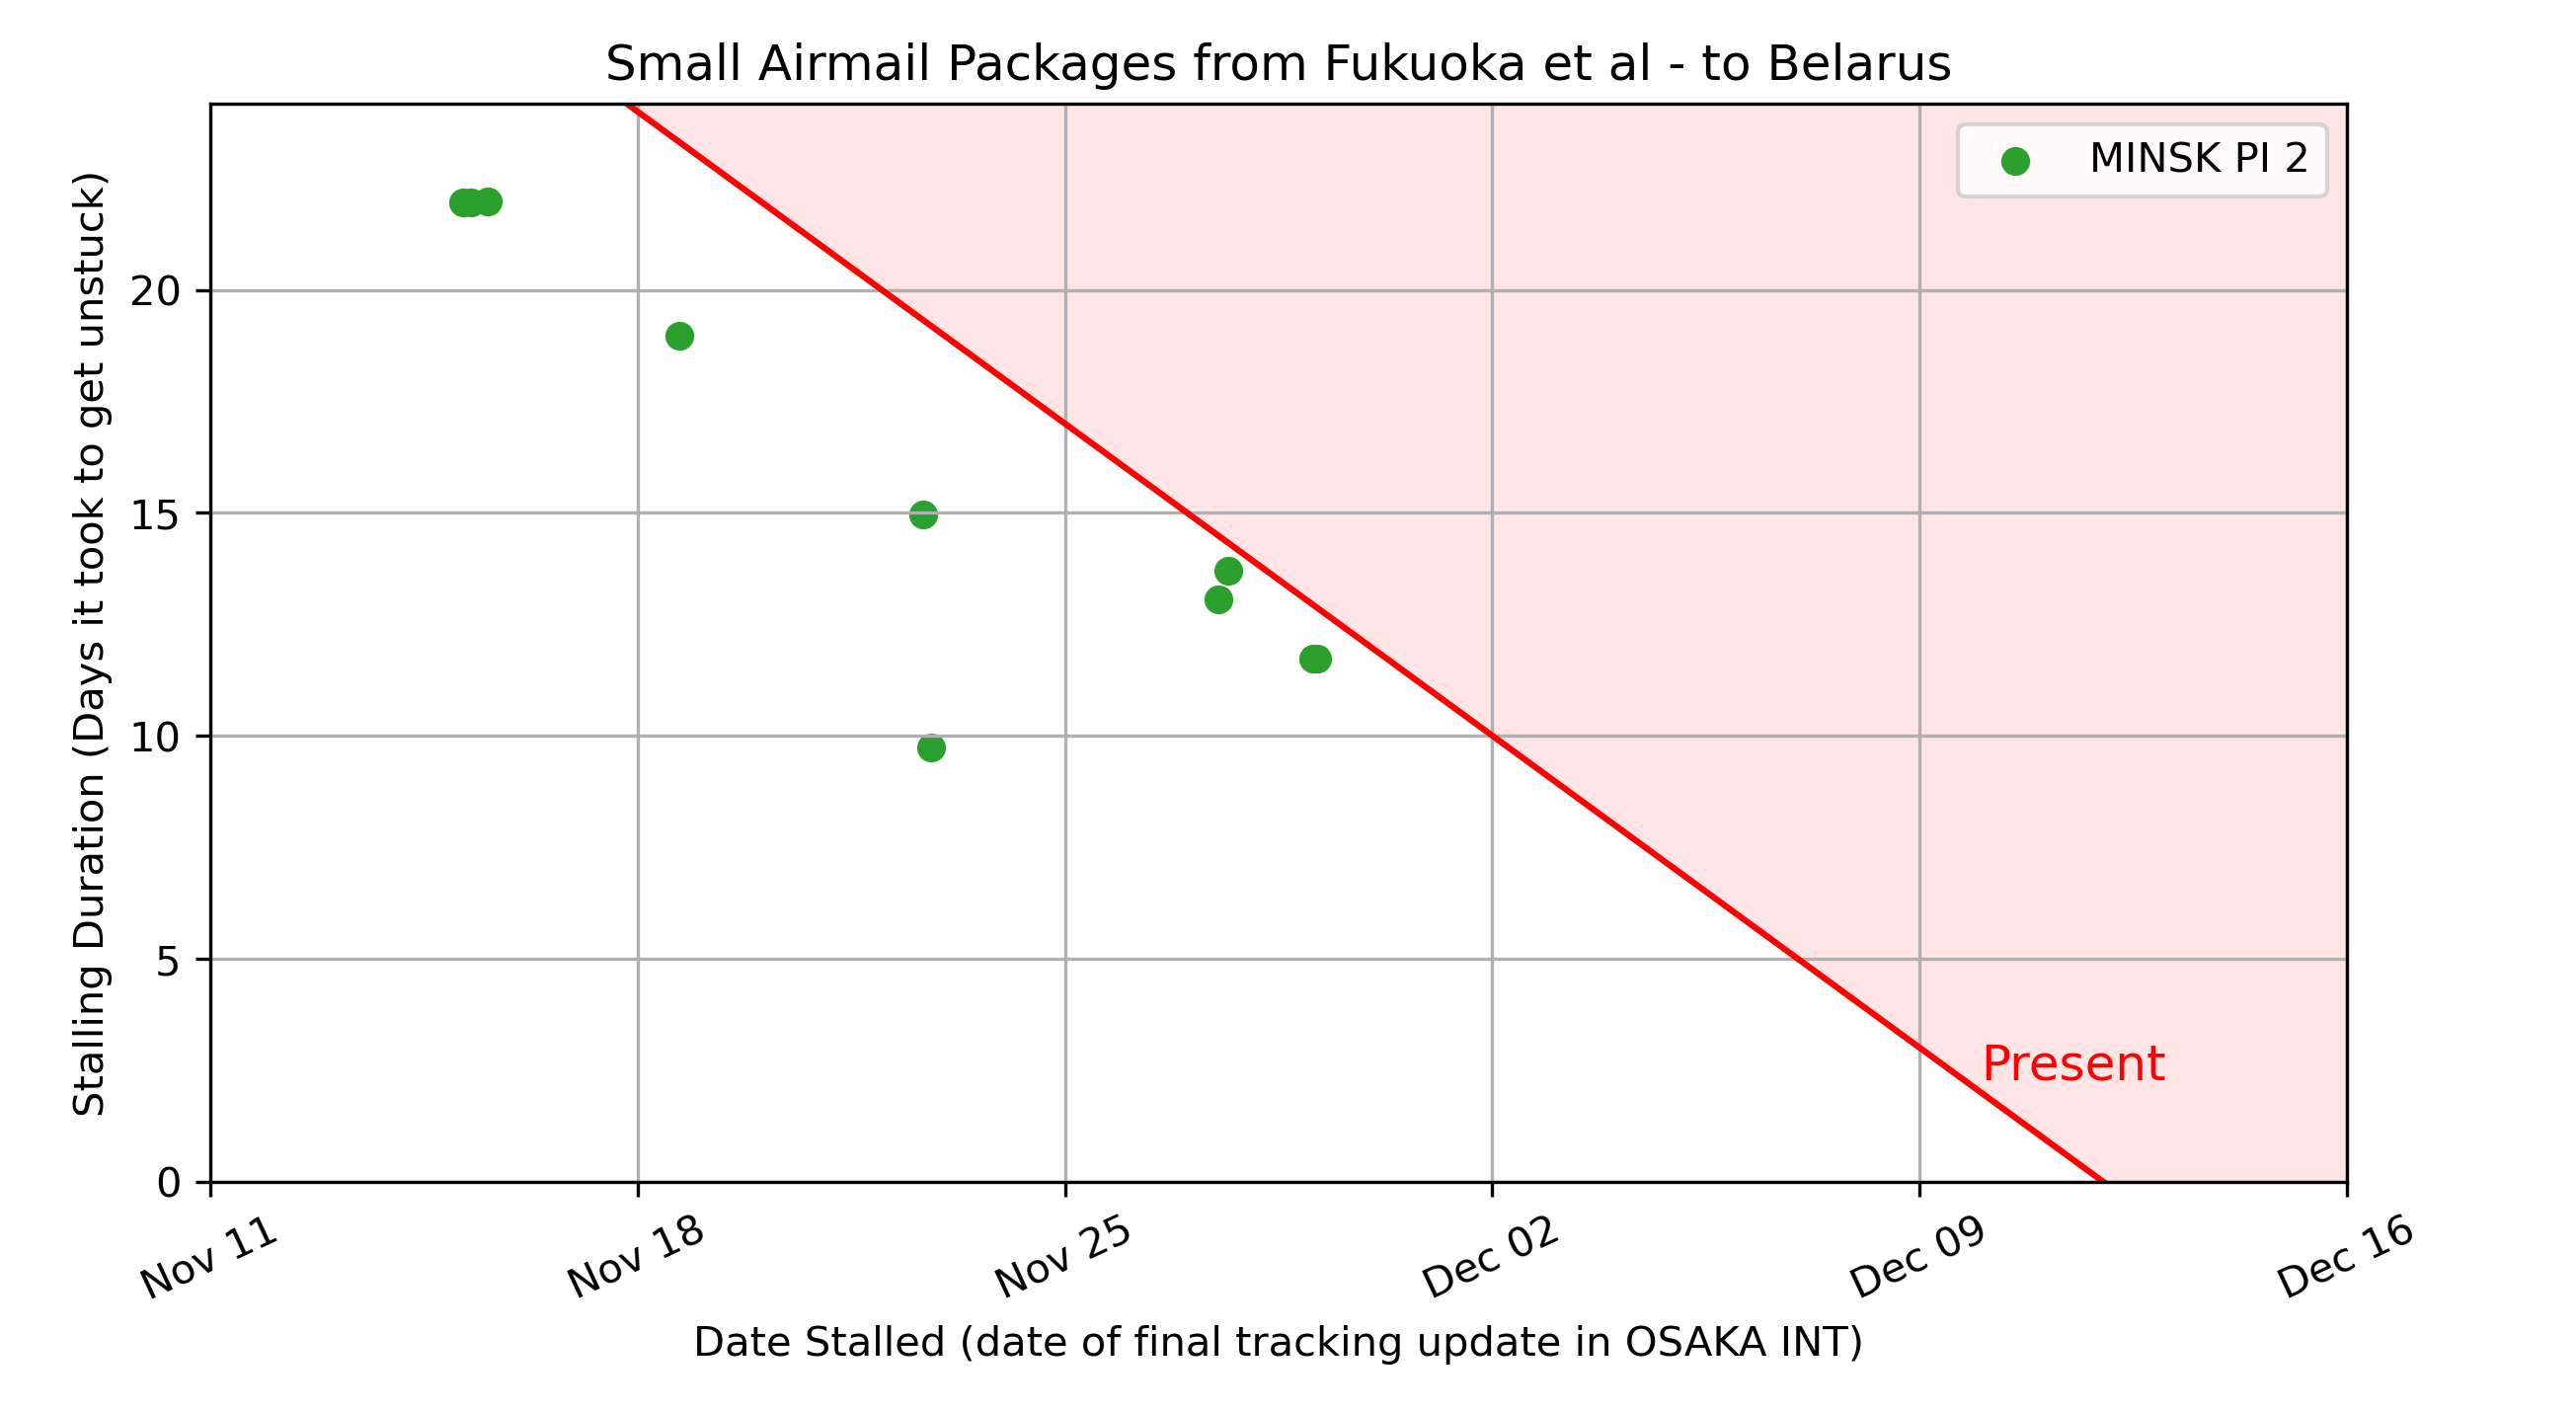 Small Airmail Packages from Fukuoka et al - to Belarus
MINSK PI 2
Stalling Duration (Days it took to get unstuck)
20
15
10
5
0
Present
Nov 11
Nov 18
Nov 25
Dec 02
Dec 09
Dec 16
Date Stalled (date of final tracking update in OSAKA INT)